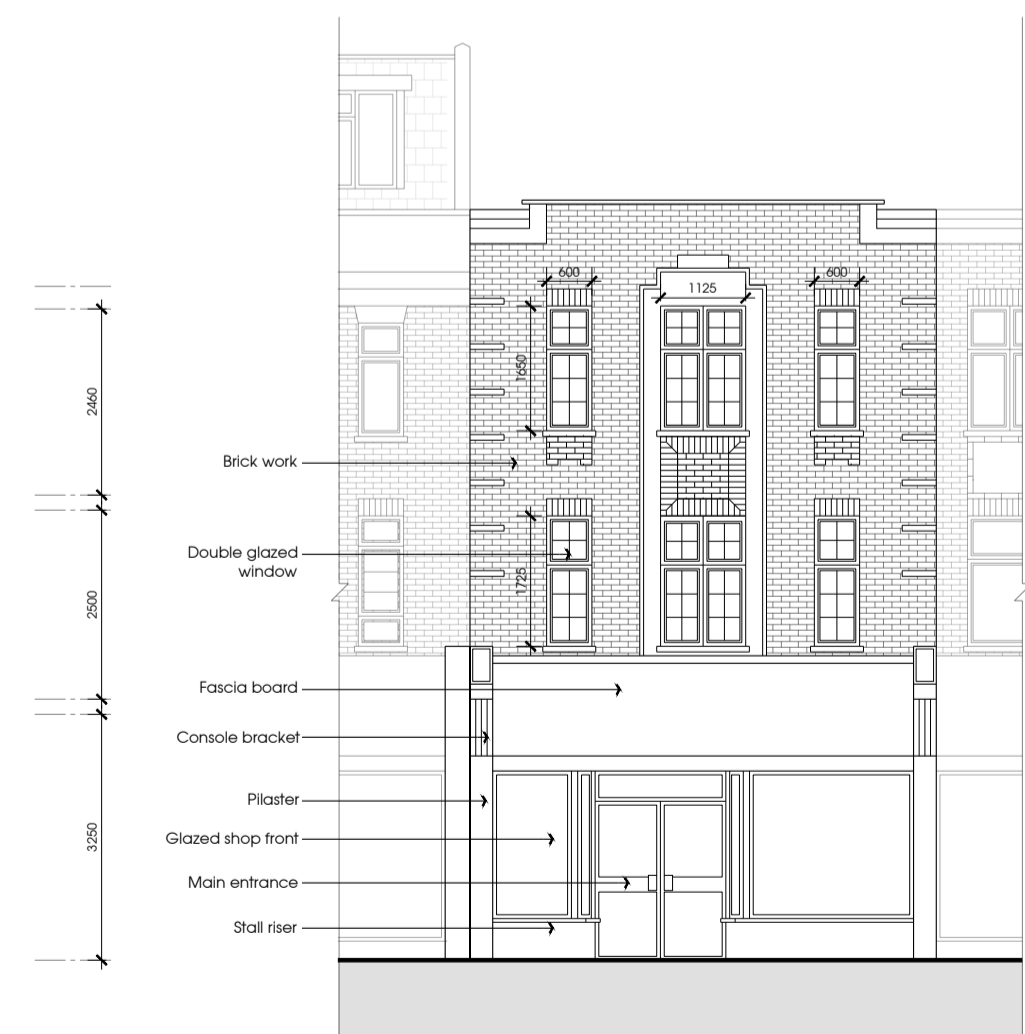 600
600
1125
1650
2460
Brick work
Double glazed
window
1725
2500
Fascia board
Console bracket
Pilaster
3250
Glazed shop front
Main entrance
Stall riser